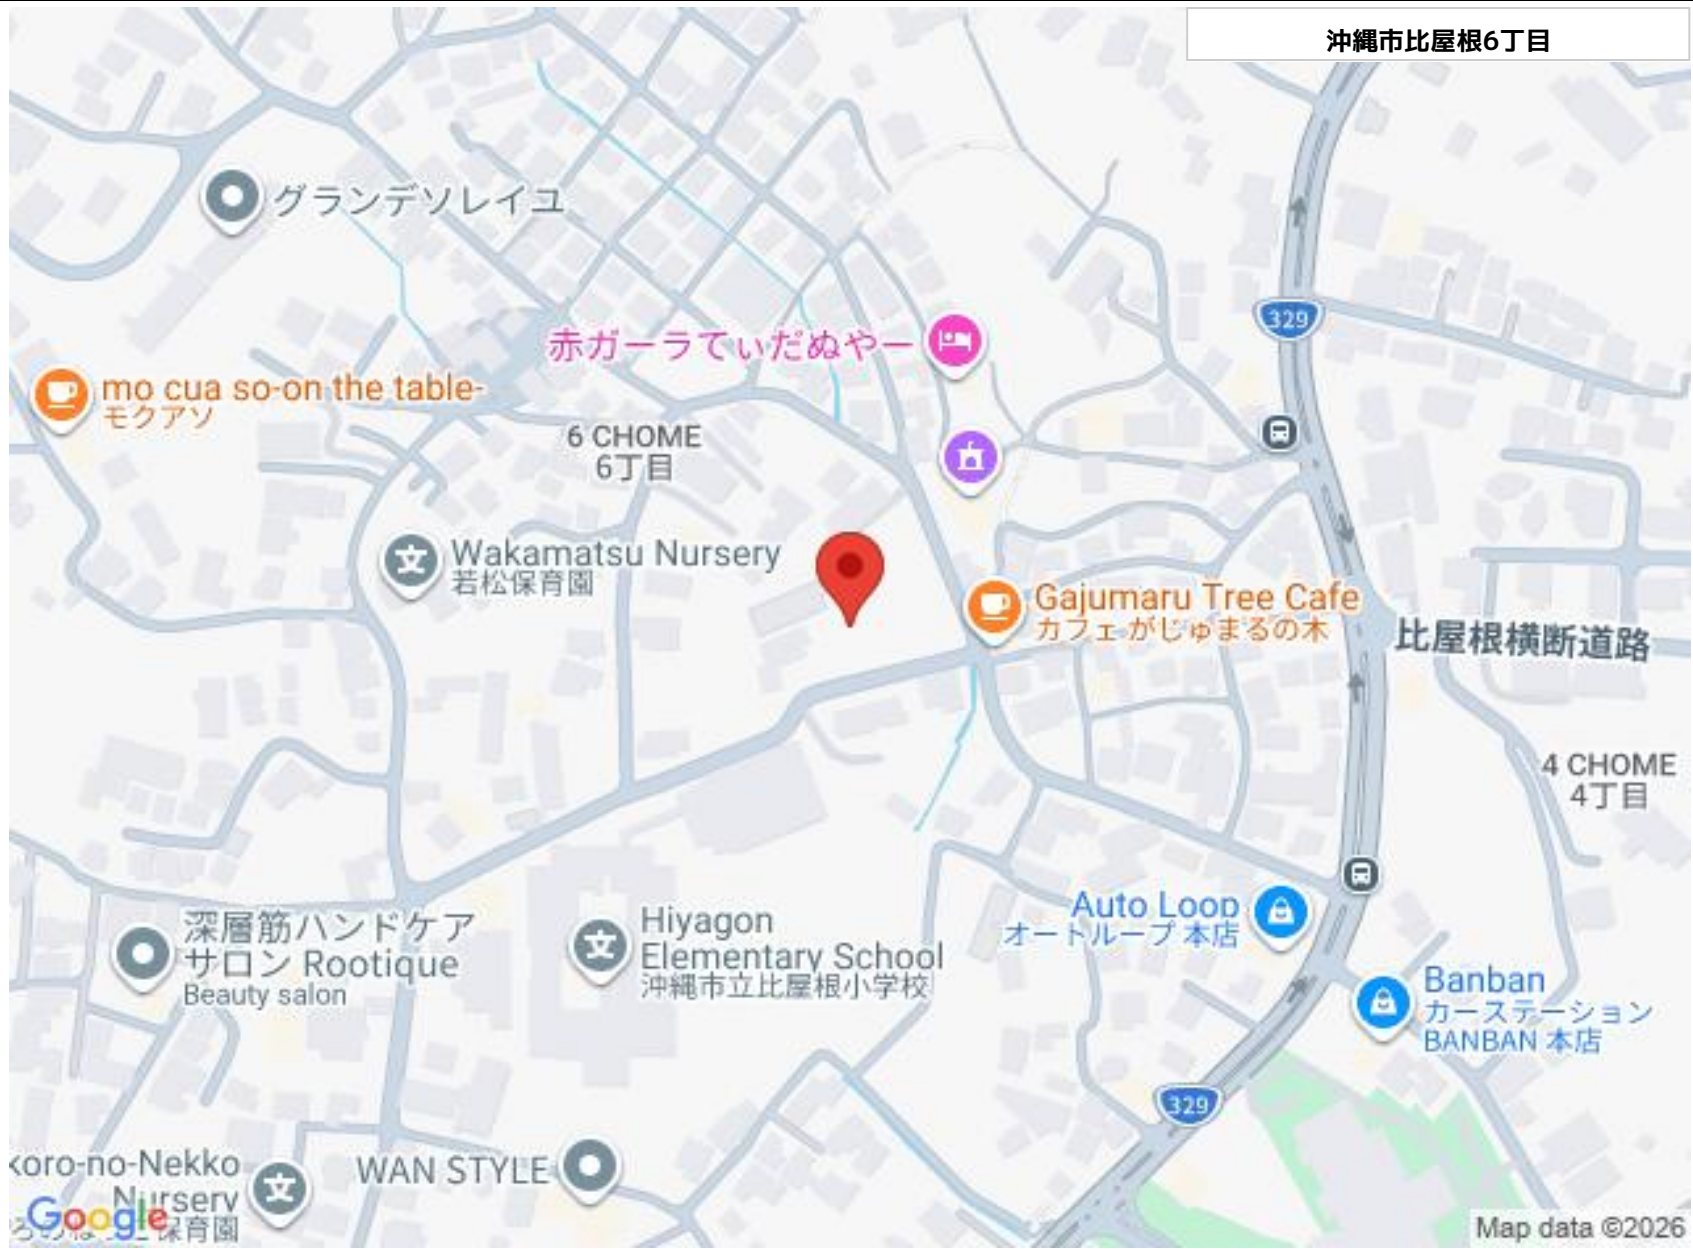 沖縄市比屋根6丁目
グランデソレイユ
329
赤ガーラてぃだぬやー
mo cua so-on the table-
モクアソ
6 CHOME
6丁目
Wakamatsu Nursery
若松保育園
Gajumaru Tree Cafe
カフェ がじゅまるの木
比屋根横断道路
4 CHOME
4丁目
Auto Loop
オートループ 本店
深層筋ハンドケア
サロン Rootique
Beauty salon
Hiyagon
Elementary School
沖縄市立比屋根小学校
Banban
カーステーション
BANBAN 本店
329
koro-no-Nekko
Nursery
保育園
WAN STYLE
Google
Map data ©2026